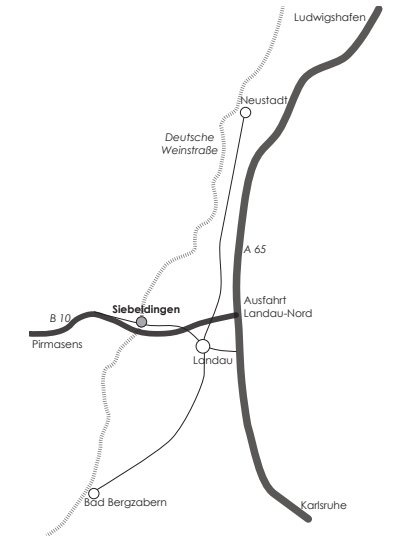 Ludwigshafen
Neustadt
Deutsche
Weinstraße
A 65
Ausfahrt
Landau-Nord
Siebeldingen
B 10
Pirmasens
Landau
Bad Bergzabern
Karlsruhe